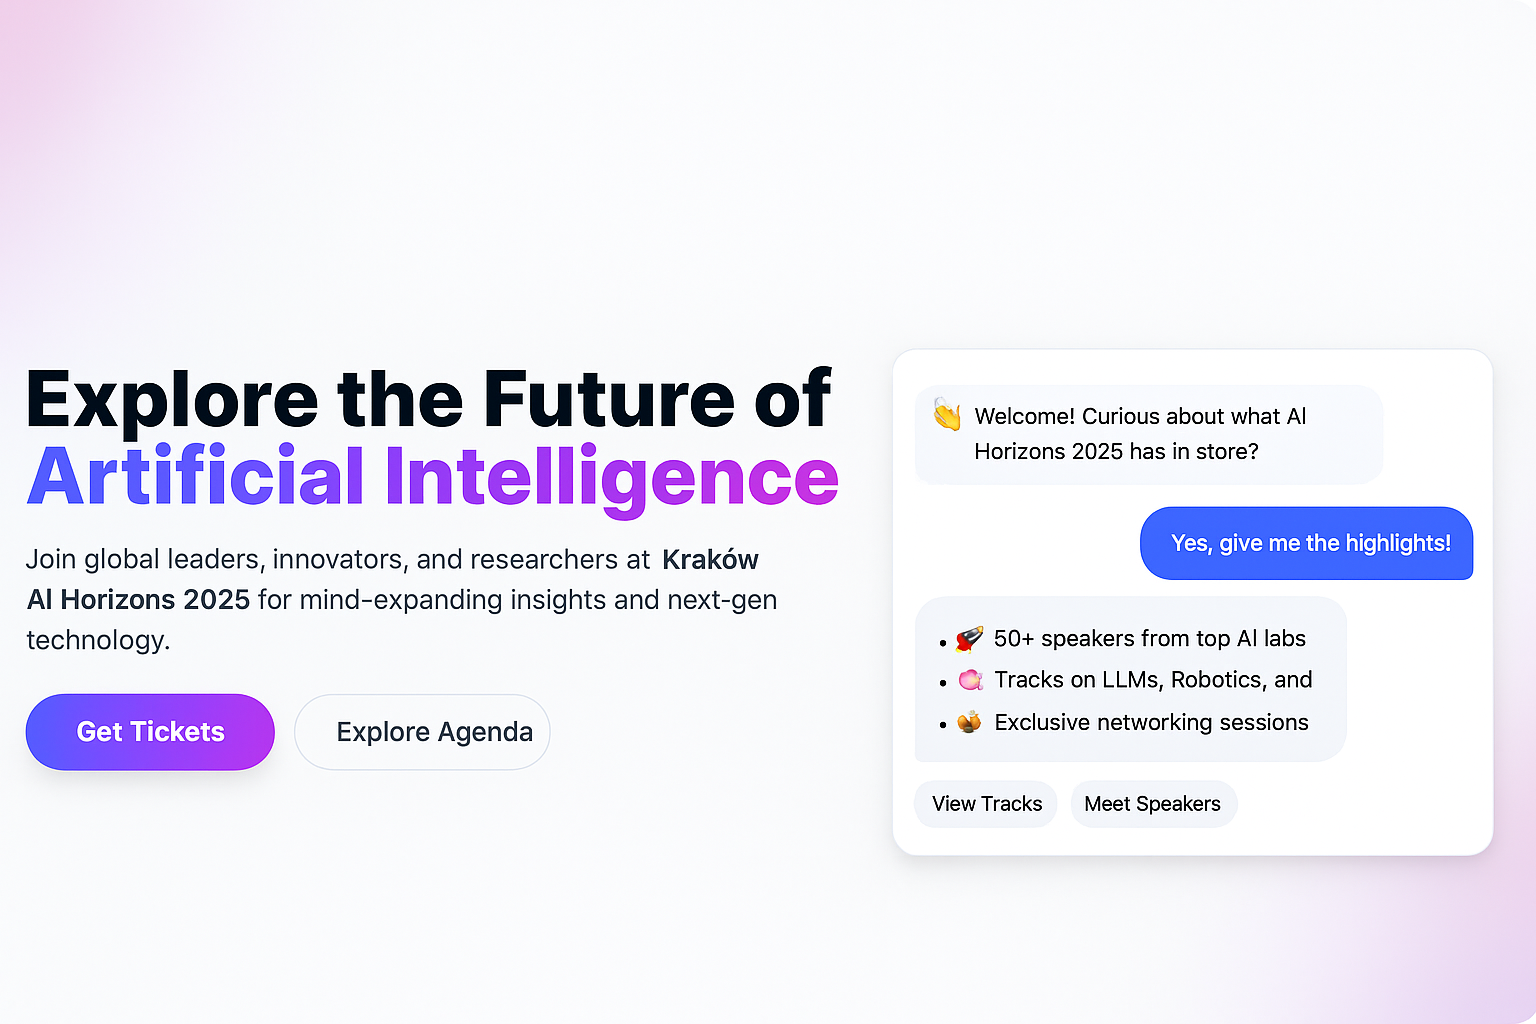 Explore the Future of
Artificial Intelligence
Join global leaders, innovators, and researchers at Kraków
AI Horizons 2025 for mind-expanding insights and next-gen
technology.
Get Tickets
Explore Agenda
👋 Welcome! Curious about what AI
Horizons 2025 has in store?
Yes, give me the highlights!
• 🚀 50+ speakers from top AI labs
• 🧠 Tracks on LLMs, Robotics, and
• Exclusive networking sessions
View Tracks
Meet Speakers